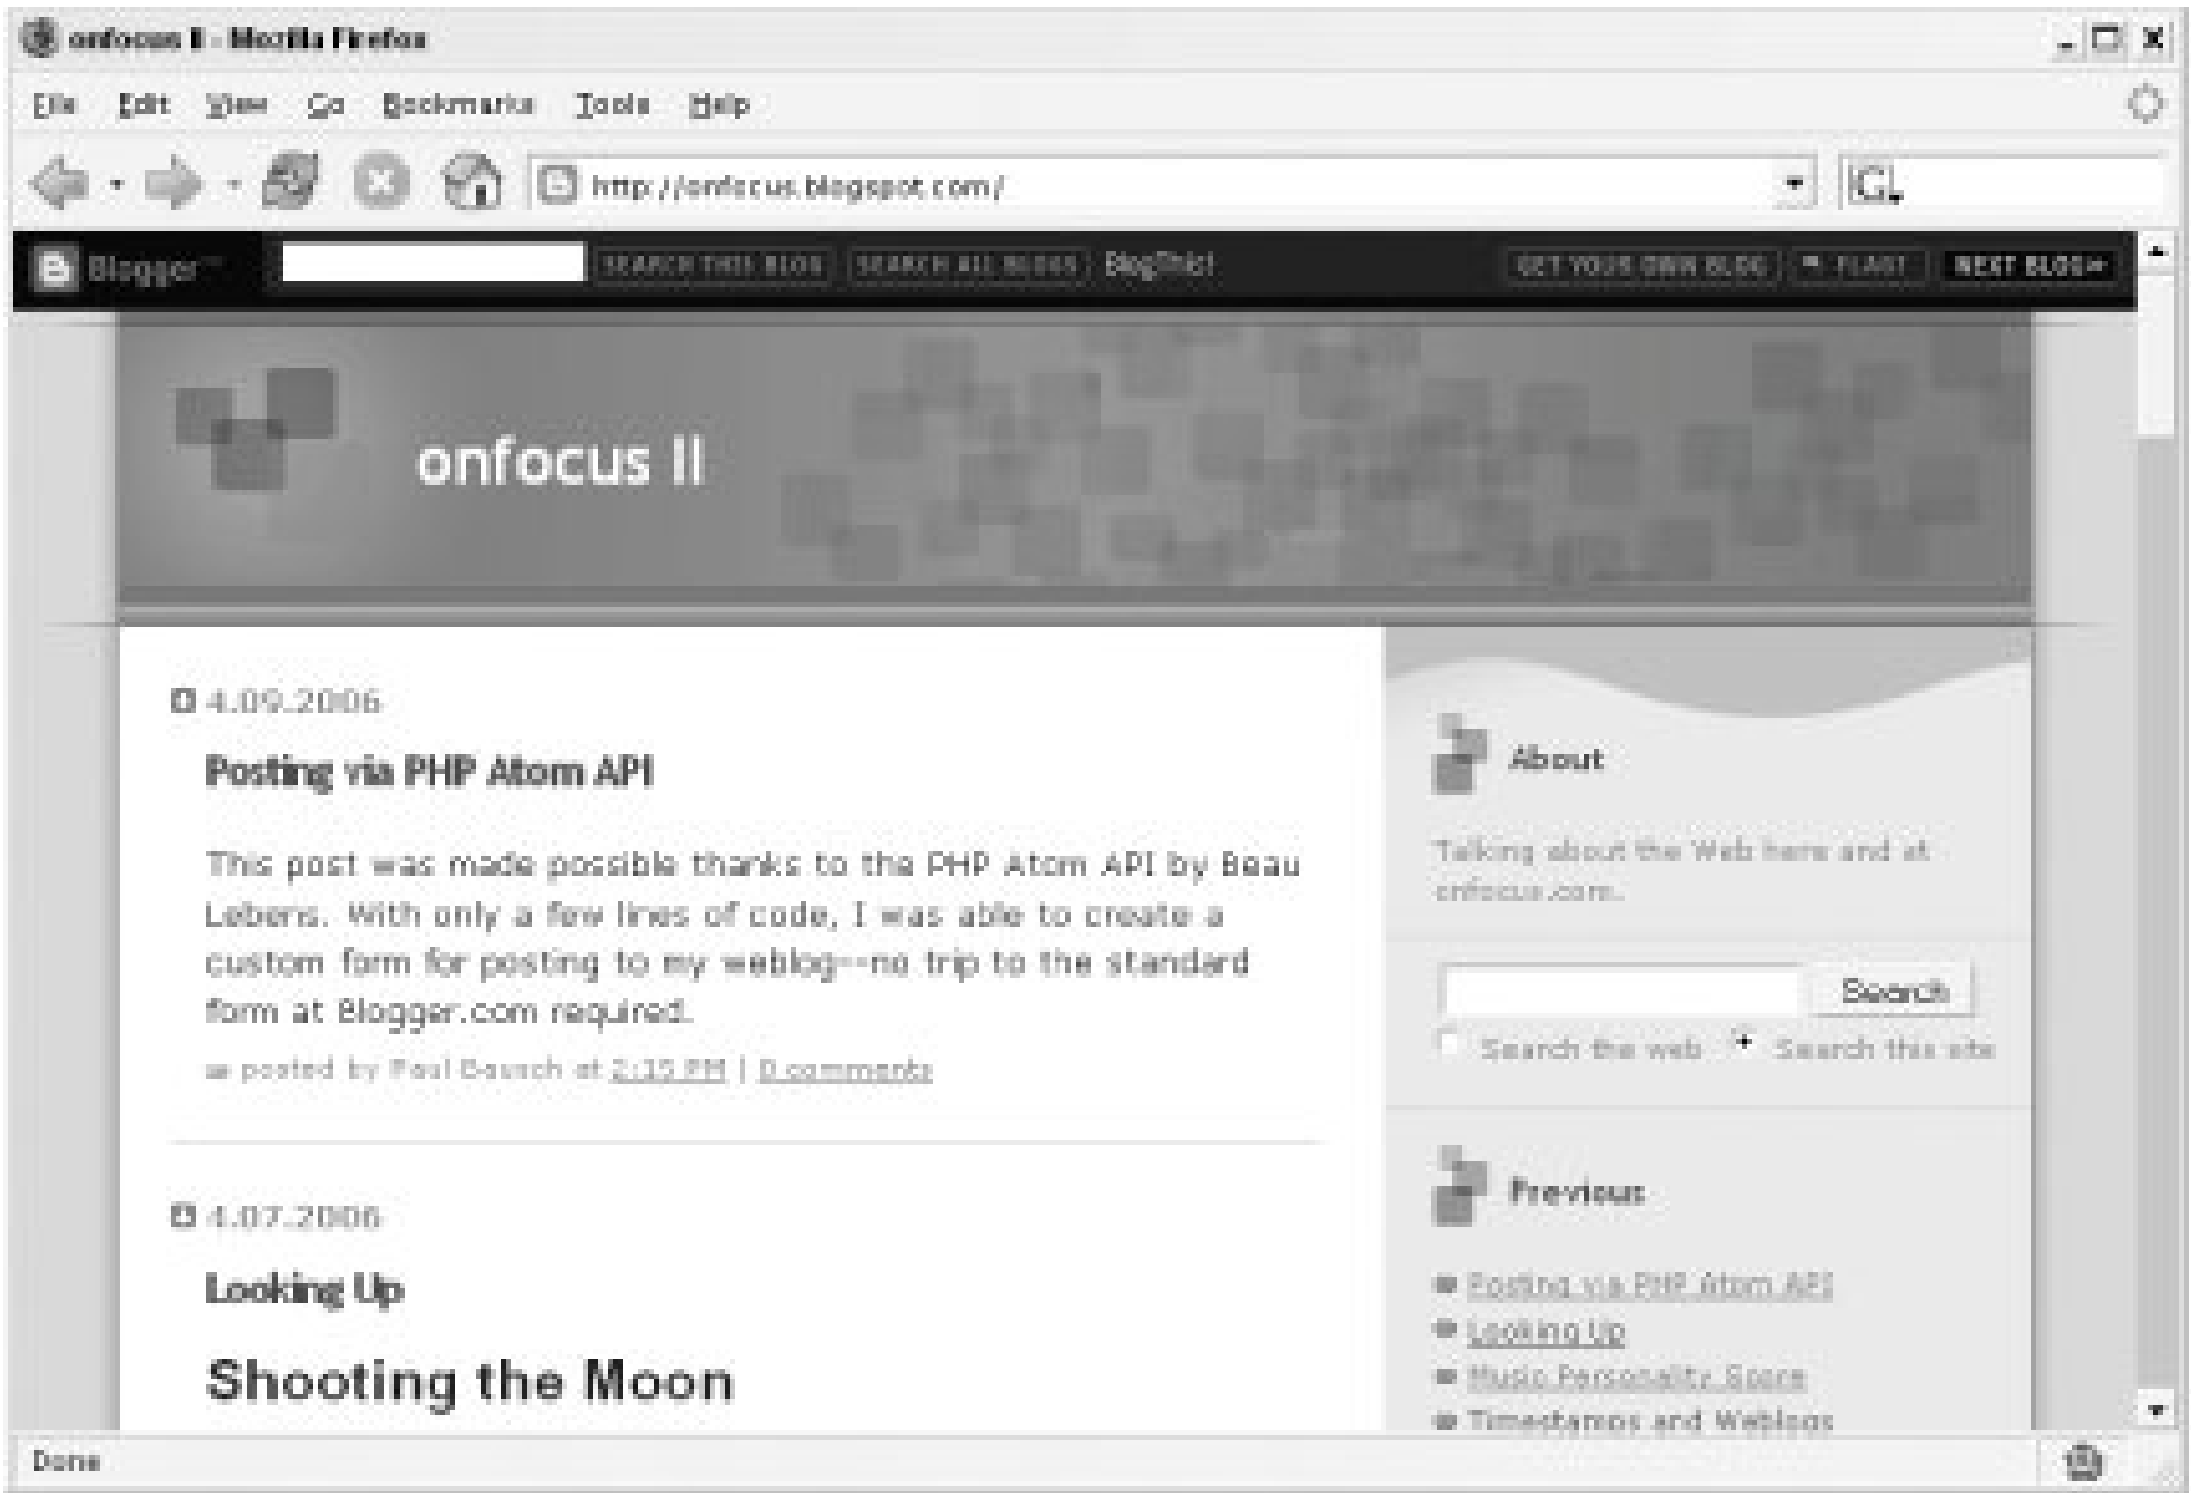 onfocus II - Mozilla Firefox
File Edit View Go Bookmarks Tools Help
http://onfocus.blogspot.com/
G
Blogger™ SEARCH THIS BLOG SEARCH ALL BLOGS BlogThis! GET YOUR OWN BLOG FLAG? NEXT BLOG»
onfocus II
4.09.2006
Posting via PHP Atom API
This post was made possible thanks to the PHP Atom API by Beau
Lebens. With only a few lines of code, I was able to create a
custom form for posting to my weblog--no trip to the standard
form at Blogger.com required.
posted by Paul Bausch at 2:15 PM | 0 comments
4.07.2006
Looking Up
Shooting the Moon
About
Talking about the Web here and at
onfocus.com.
Search
Search the web Search this site
Previous
Posting via PHP Atom API
Looking Up
Music Personality Score
Timestamps and Weblogs
Done